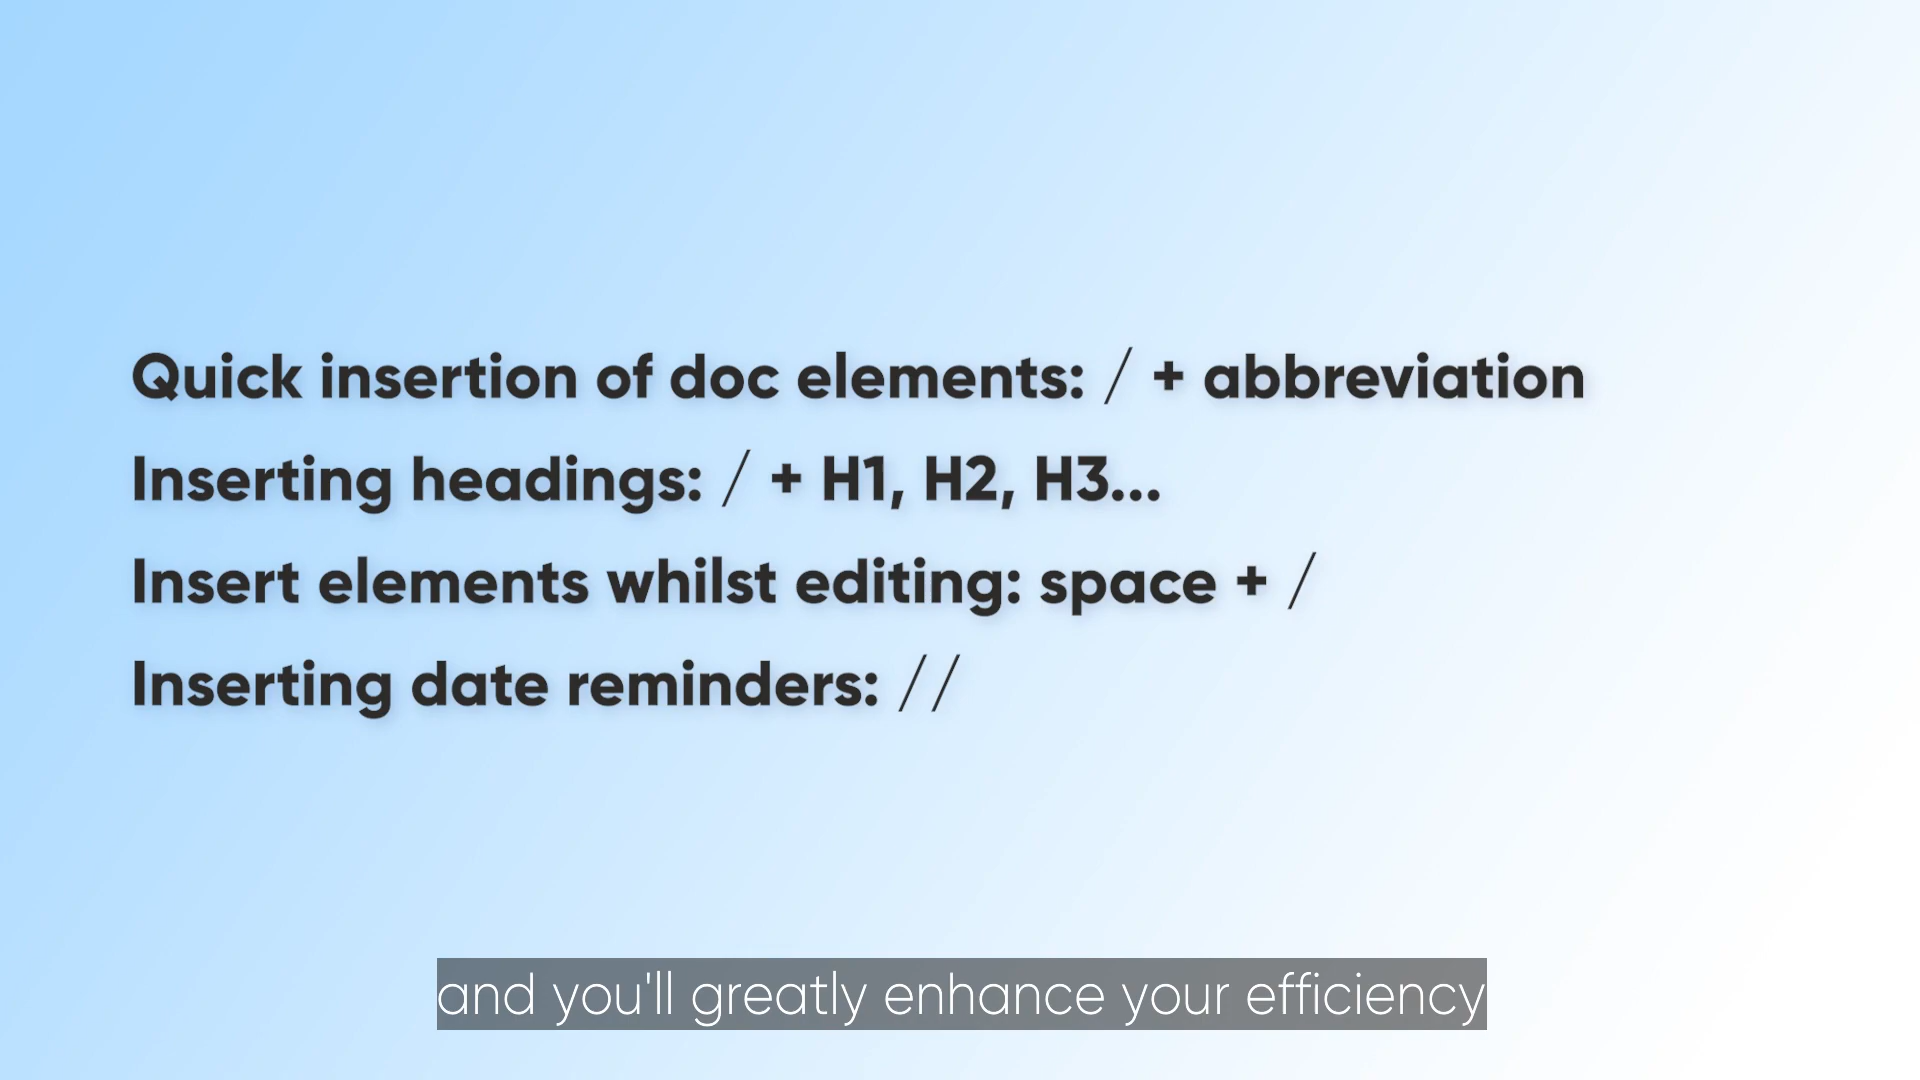 Quick insertion of doc elements: / + abbreviation
Inserting headings: / + H1, H2, H3...
Insert elements whilst editing: space + /
Inserting date reminders: //
and you'll greatly enhance your efficiency